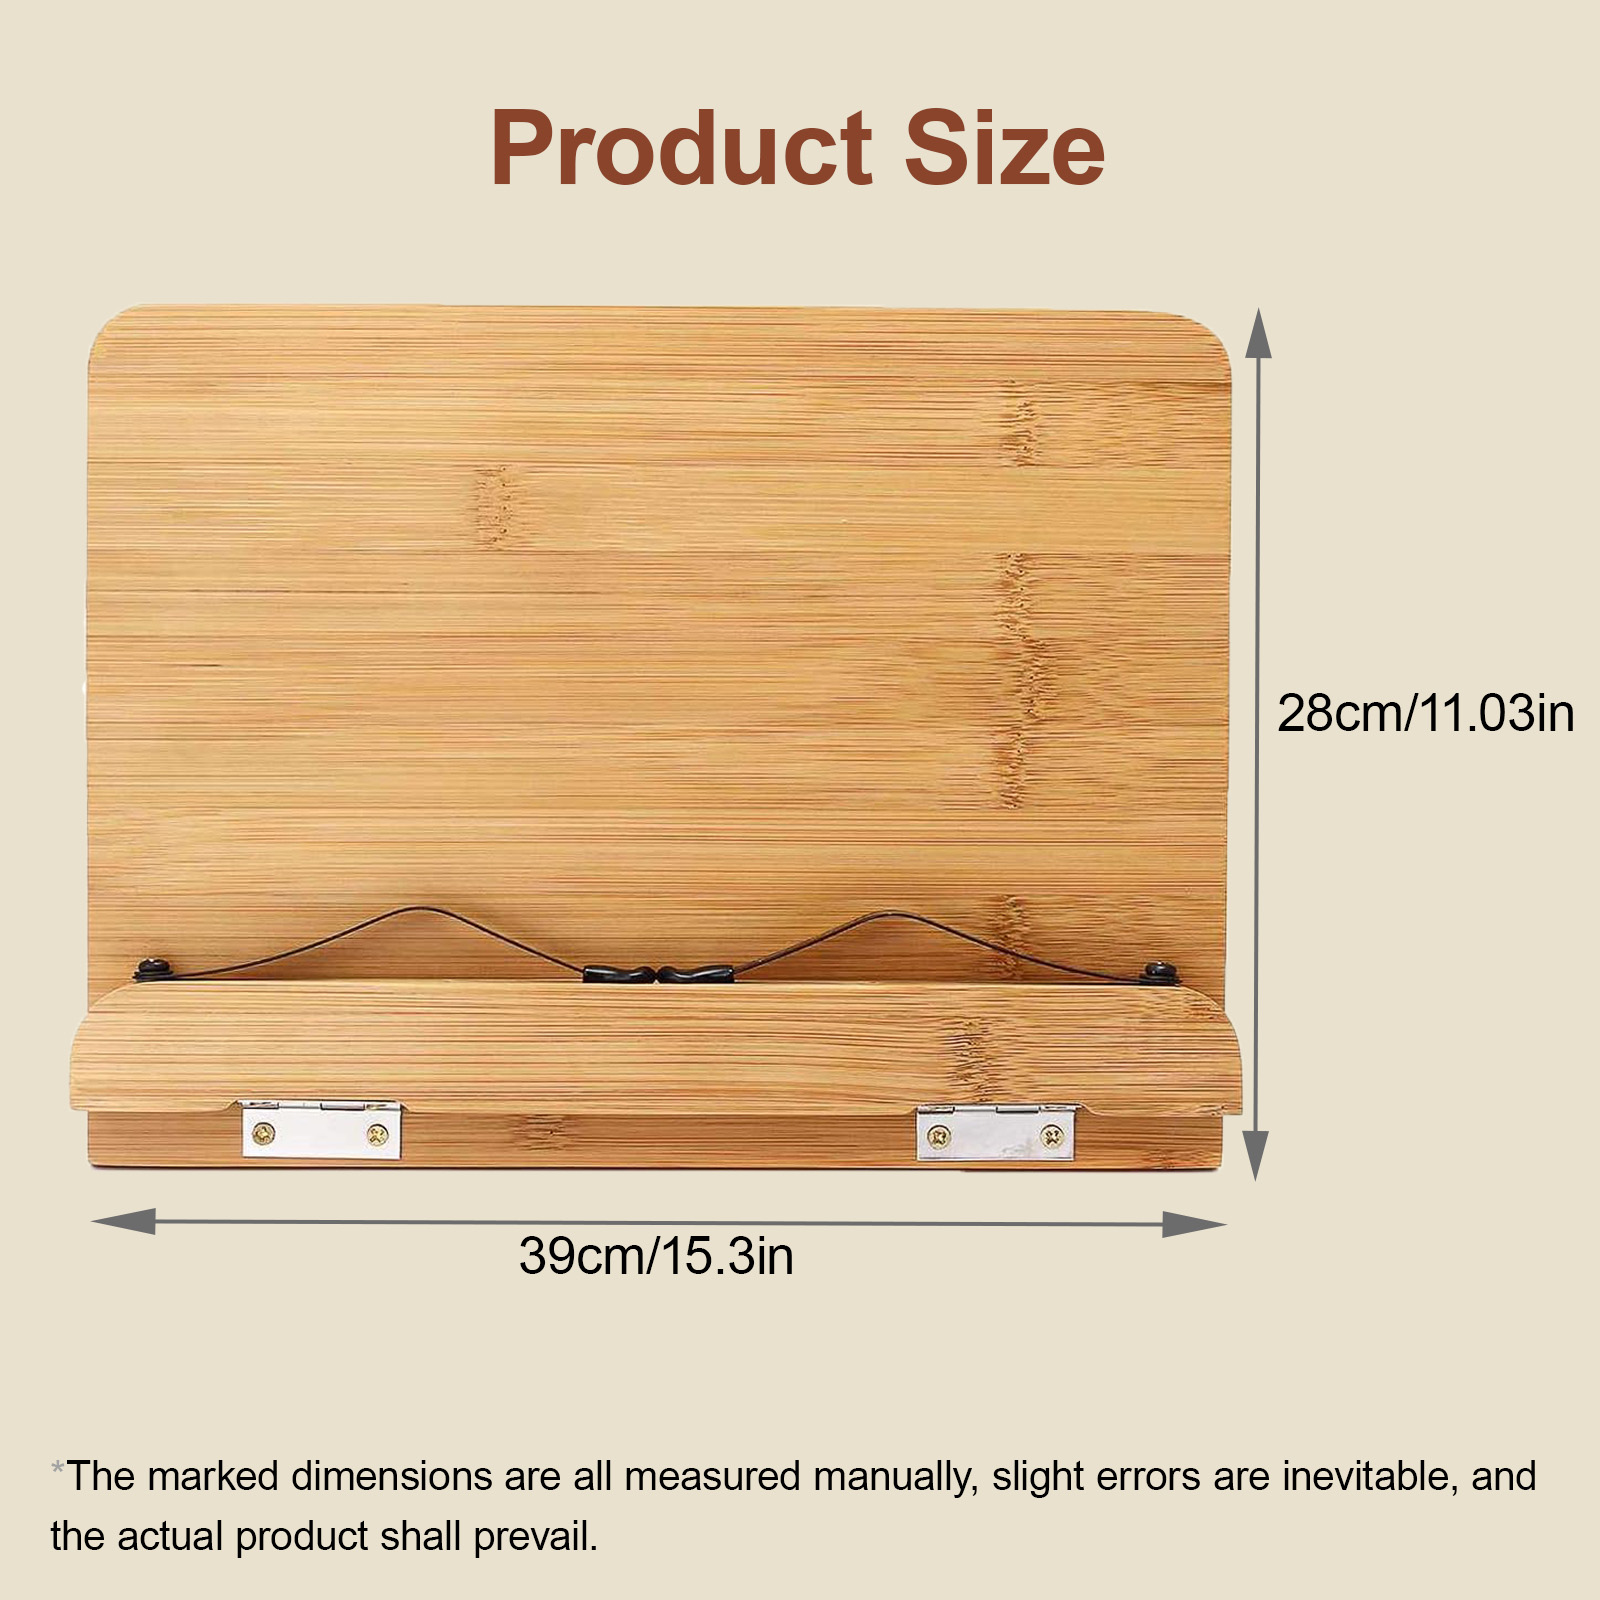 Product Size
28cm/11.03in
39cm/15.3in
*The marked dimensions are all measured manually, slight errors are inevitable, and
the actual product shall prevail.